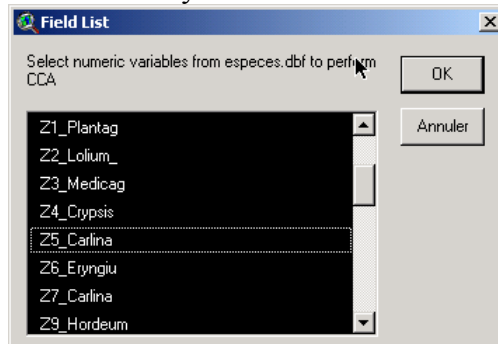 Field List
Select numeric variables from especes.dbf to perform
CCA
OK
Annuler
Z1_Plantag
Z2_Lolium_
Z3_Medicag
Z4_Crypsis
Z5_Carlina
Z6_Eryngiu
Z7_Carlina
Z9_Hordeum